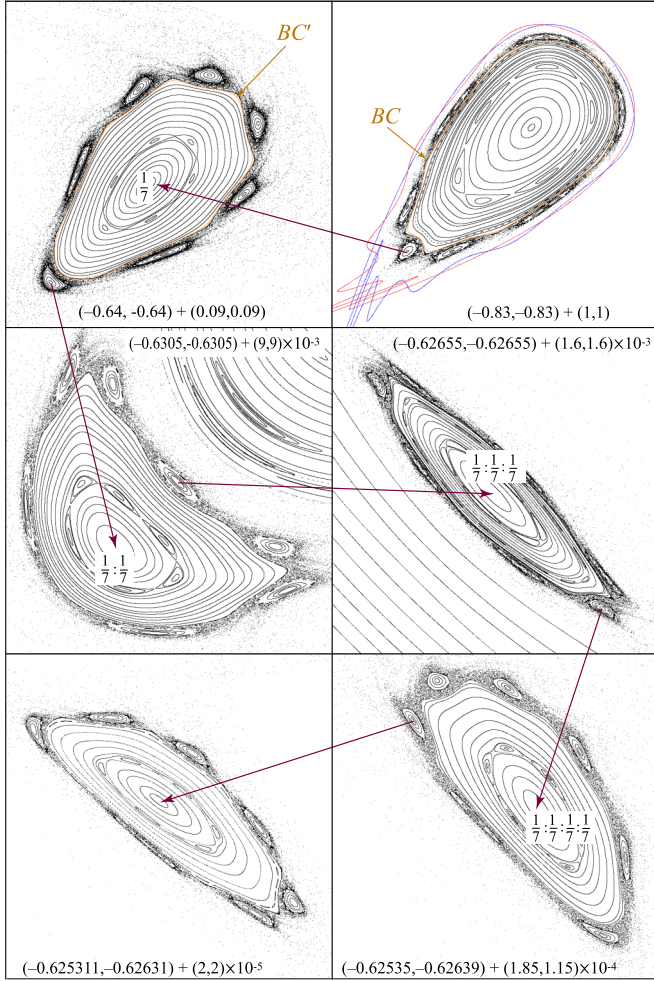 BC′
BC
1/7
(–0.64, -0.64) + (0.09,0.09)
(–0.83,–0.83) + (1,1)
(–0.6305,-0.6305) + (9,9)×10-3
(–0.62655,–0.62655) + (1.6,1.6)×10-3
1/7:1/7:1/7
1/7:1/7
1/7:1/7:1/7:1/7
(–0.625311,–0.62631) + (2,2)×10-5
(–0.62535,–0.62639) + (1.85,1.15)×10-4